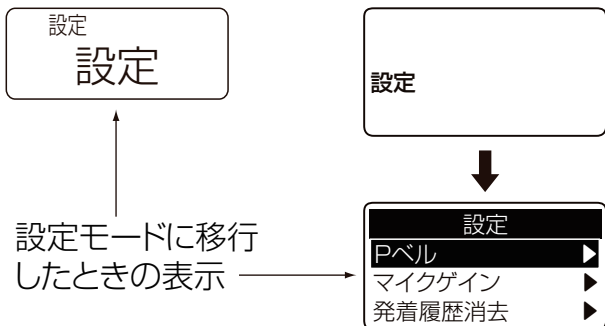 設定
設定
設定
設定モードに移行
したときの表示
設定
Pベル
マイクゲイン
発着履歴消去